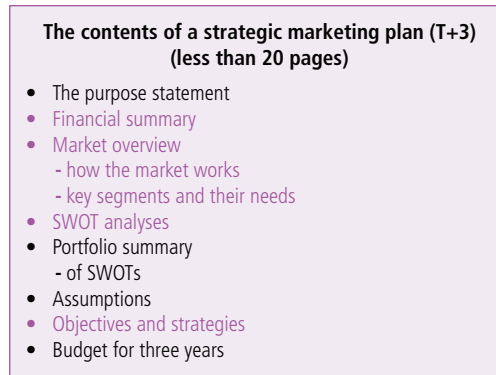 The contents of a strategic marketing plan (T+3)
(less than 20 pages)
• The purpose statement
• Financial summary
• Market overview
- how the market works
- key segments and their needs
• SWOT analyses
• Portfolio summary
- of SWOTs
• Assumptions
• Objectives and strategies
• Budget for three years